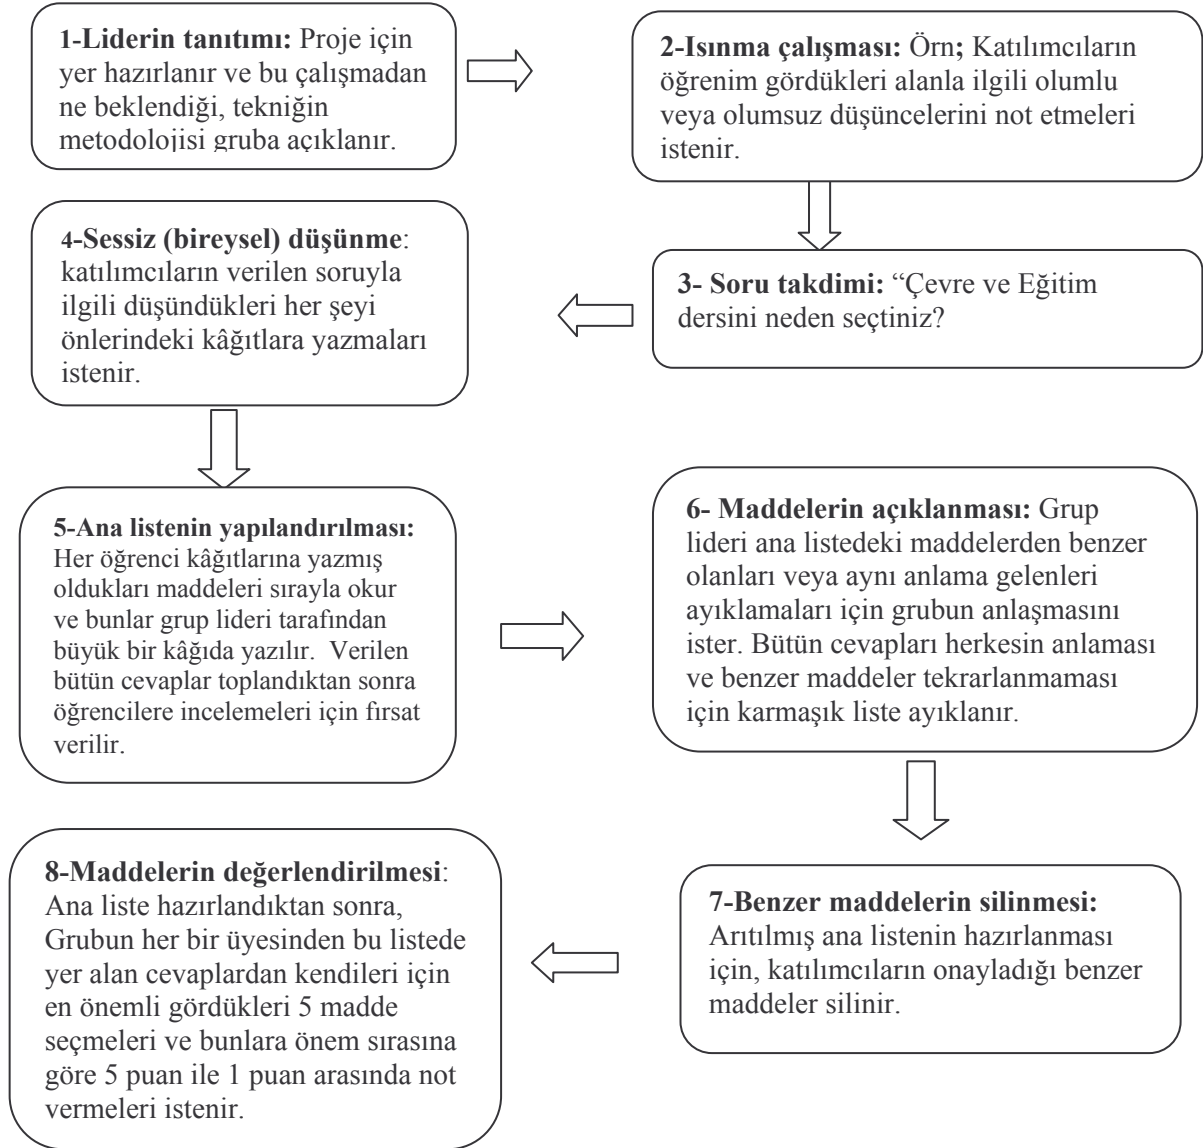 1-Liderin tanıtımı: Proje için
yer hazırlanır ve bu çalışmadan
ne beklendiği, tekniğin
metodolojisi gruba açıklanır.
2-Isınma çalışması: Örn; Katılımcıların
öğrenim gördükleri alanla ilgili olumlu
veya olumsuz düşüncelerini not etmeleri
istenir.
3- Soru takdimi: “Çevre ve Eğitim
dersini neden seçtiniz?
4-Sessiz (bireysel) düşünme:
katılımcıların verilen soruyla
ilgili düşündükleri her şeyi
önlerindeki kâğıtlara yazmaları
istenir.
5-Ana listenin yapılandırılması:
Her öğrenci kâğıtlarına yazmış
oldukları maddeleri sırayla okur
ve bunlar grup lideri tarafından
büyük bir kâğıda yazılır. Verilen
bütün cevaplar toplandıktan sonra
öğrencilere incelemeleri için fırsat
verilir.
6- Maddelerin açıklanması: Grup
lideri ana listedeki maddelerden benzer
olanları veya aynı anlama gelenleri
ayıklamaları için grubun anlaşmasını
ister. Bütün cevapları herkesin anlaması
ve benzer maddeler tekrarlanmaması
için karmaşık liste ayıklanır.
7-Benzer maddelerin silinmesi:
Arıtılmış ana listenin hazırlanması
için, katılımcıların onayladığı benzer
maddeler silinir.
8-Maddelerin değerlendirilmesi:
Ana liste hazırlandıktan sonra,
Grubun her bir üyesinden bu listede
yer alan cevaplardan kendileri için
en önemli gördükleri 5 madde
seçmeleri ve bunlara önem sırasına
göre 5 puan ile 1 puan arasında not
vermeleri istenir.